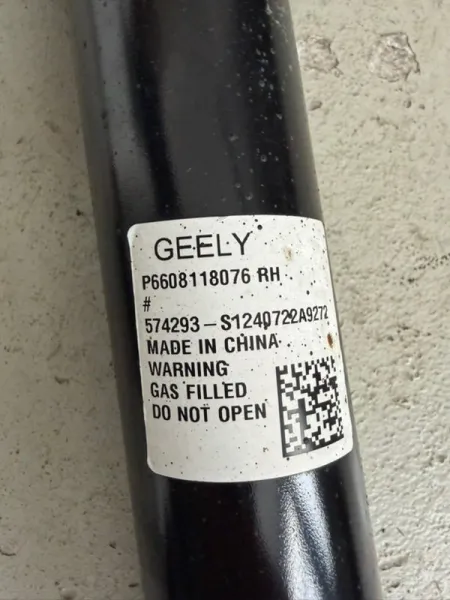 GEELY
P6608118076 RH
#
574293-S1240722A9272
MADE IN CHINA
WARNING
GAS FILLED
DO NOT OPEN